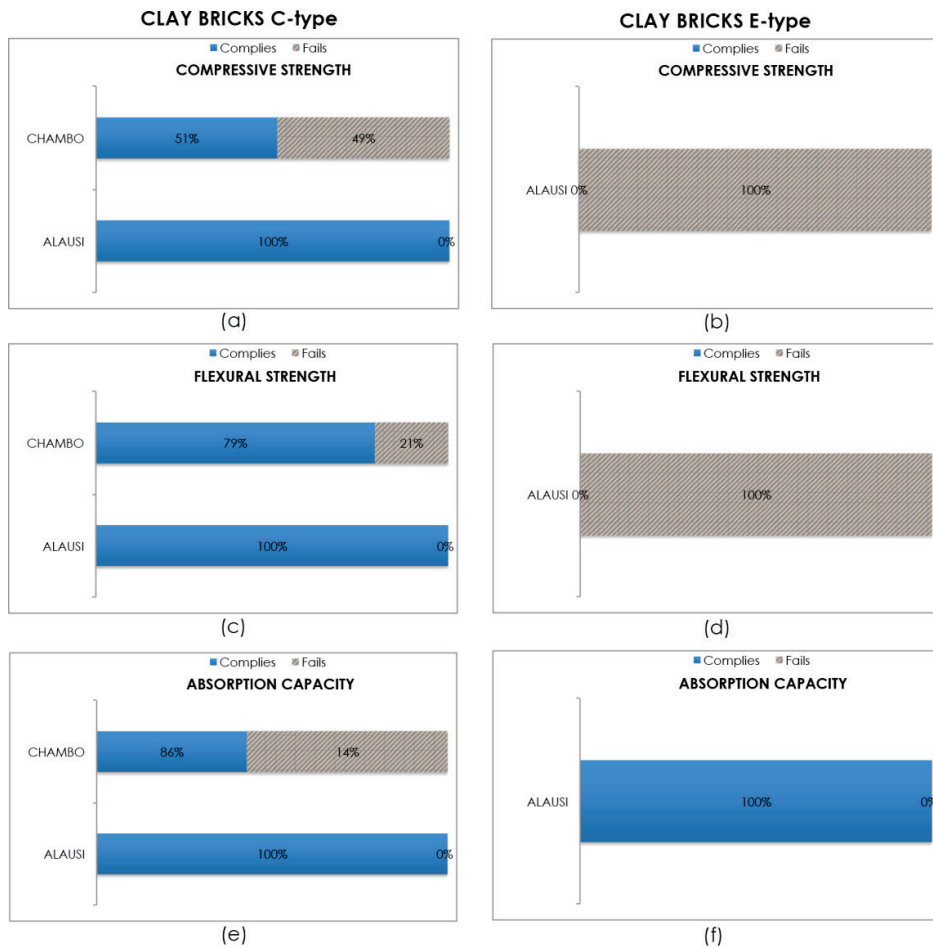 CLAY BRICKS C-type
Complies Fails
COMPRESSIVE STRENGTH
CHAMBO 51% 49%
ALAUSI 100% 0%
(a)
CLAY BRICKS E-type
Complies Fails
COMPRESSIVE STRENGTH
ALAUSI 0% 100%
(b)
Complies Fails
FLEXURAL STRENGTH
CHAMBO 79% 21%
ALAUSI 100% 0%
(c)
Complies Fails
FLEXURAL STRENGTH
ALAUSI 0% 100%
(d)
Complies Fails
ABSORPTION CAPACITY
CHAMBO 86% 14%
ALAUSI 100% 0%
(e)
Complies Fails
ABSORPTION CAPACITY
ALAUSI 100% 0%
(f)